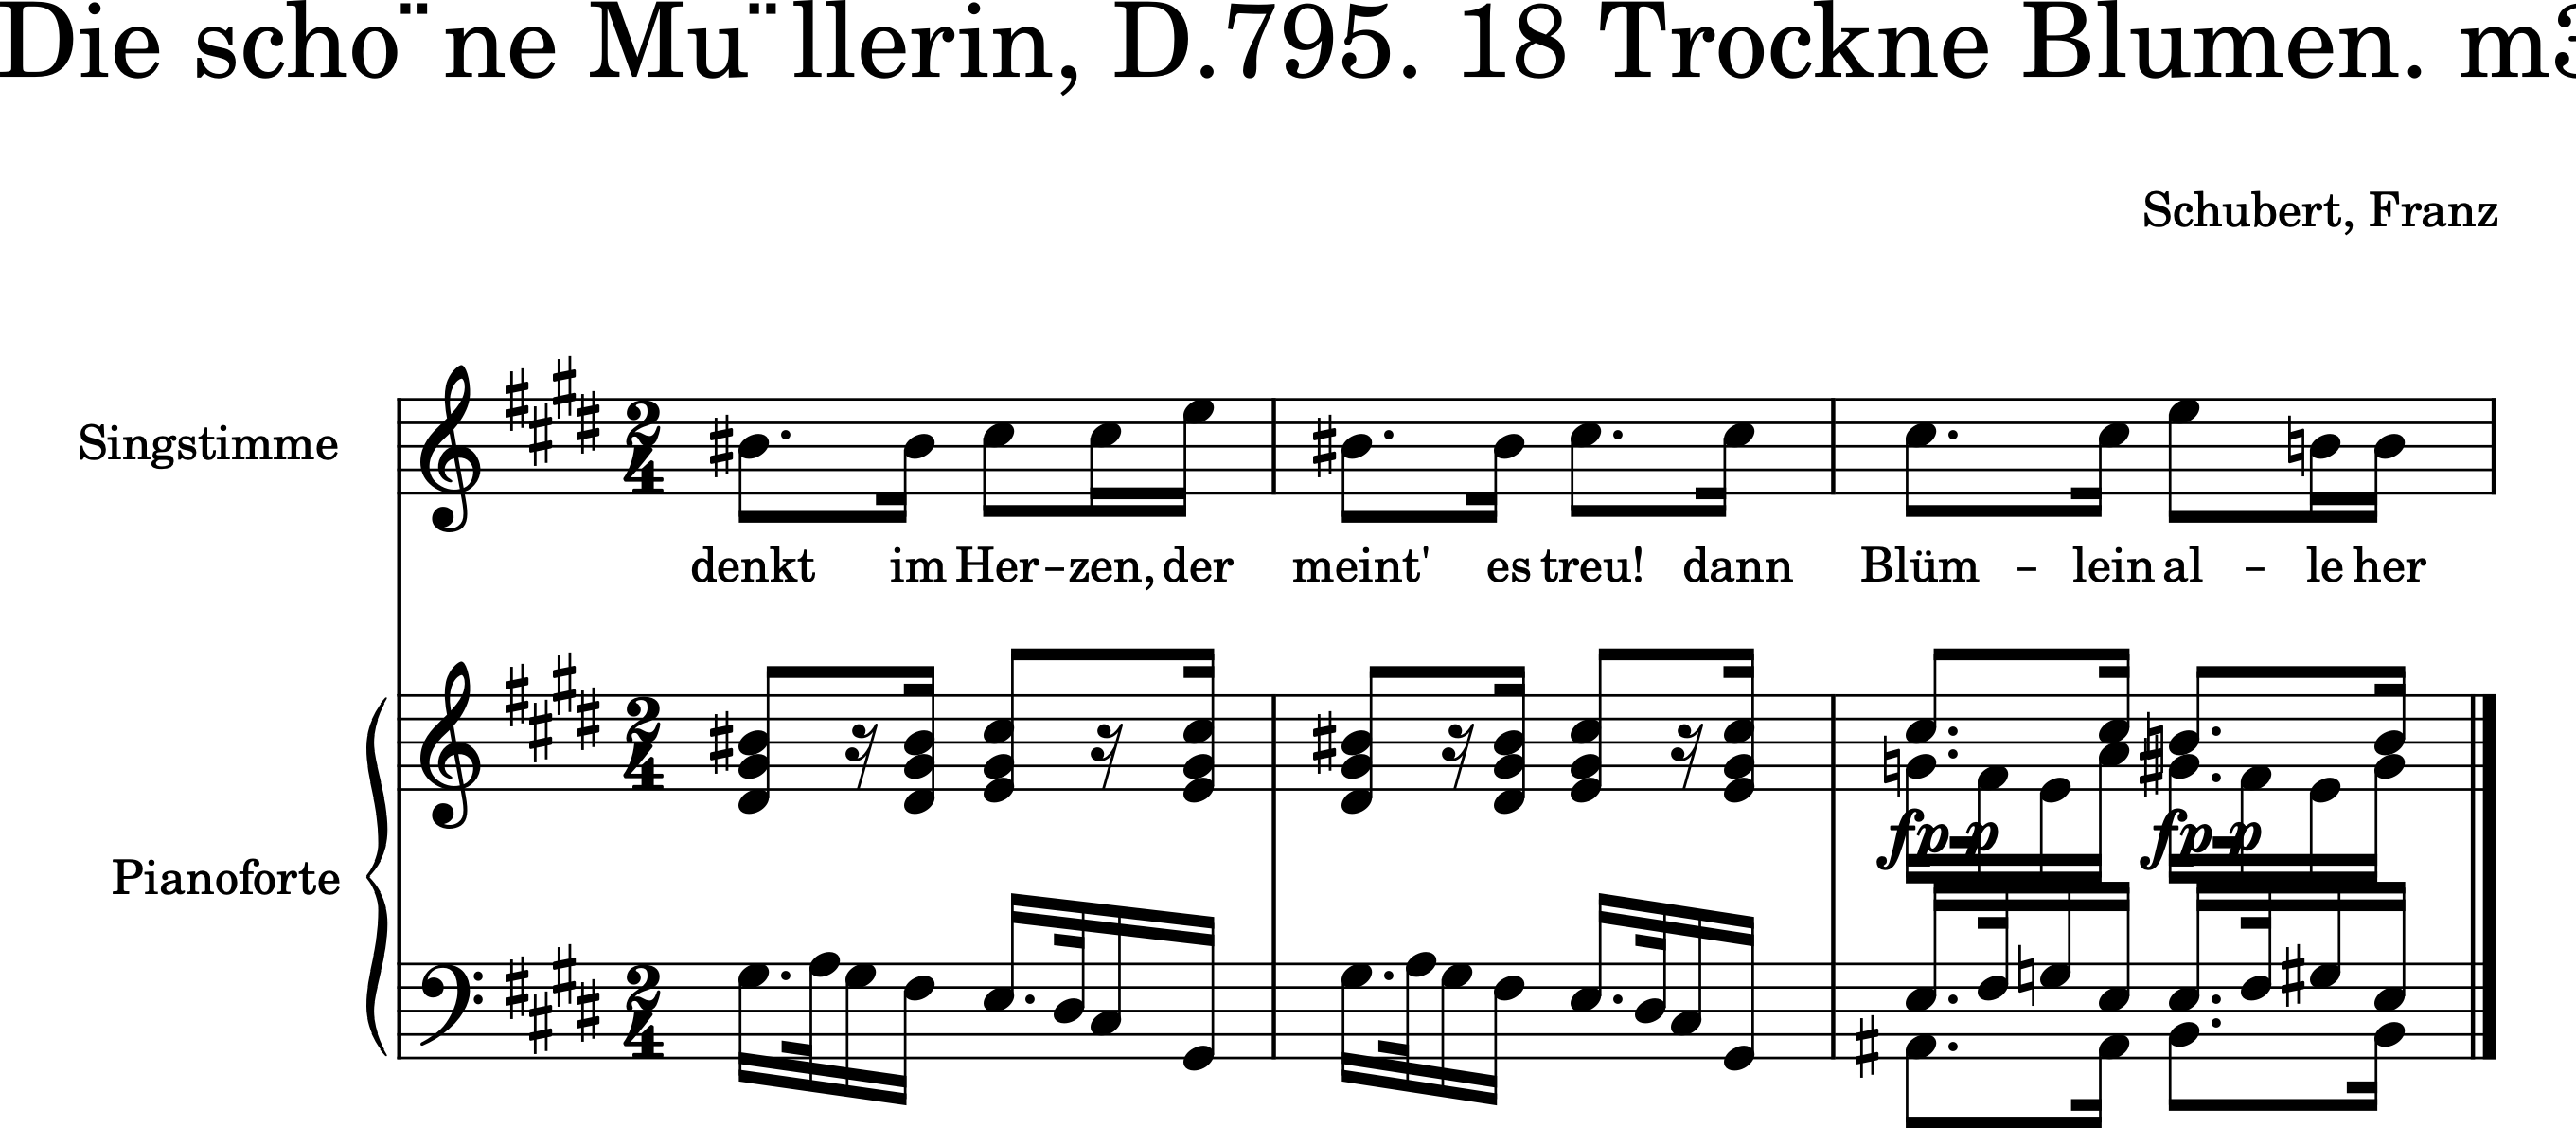 Die scho¨ne Mu¨llerin, D.795. 18 Trockne Blumen. m3
Schubert, Franz
Singstimme
denkt im Her-zen, der meint' es treu! dann Blüm - lein al - le her
Pianoforte
fp p fp p